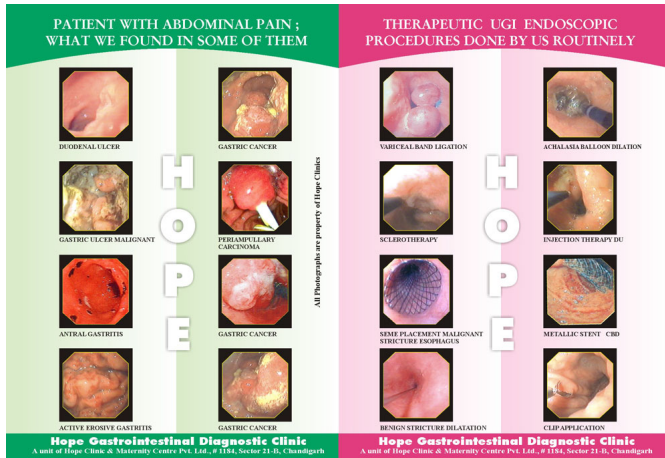 PATIENT WITH ABDOMINAL PAIN ;
WHAT WE FOUND IN SOME OF THEM
DUODENAL ULCER
GASTRIC CANCER
GASTRIC ULCER MALIGNANT
PERIAMPULLARY
CARCINOMA
ANTRAL GASTRITIS
GASTRIC CANCER
ACTIVE EROSIVE GASTRITIS
GASTRIC CANCER
H
O
P
E
All Photographs are property of Hope Clinics
Hope Gastrointestinal Diagnostic Clinic
A unit of Hope Clinic & Maternity Centre Pvt. Ltd., # 1184, Sector 21-B, Chandigarh
THERAPEUTIC UGI ENDOSCOPIC
PROCEDURES DONE BY US ROUTINELY
VARICEAL BAND LIGATION
ACHALASIA BALLOON DILATION
SCLEROTHERAPY
INJECTION THERAPY DU
SEME PLACEMENT MALIGNANT
STRICTURE ESOPHAGUS
METALLIC STENT CBD
BENIGN STRICTURE DILATATION
CLIP APPLICATION
H
O
P
E
Hope Gastrointestinal Diagnostic Clinic
A unit of Hope Clinic & Maternity Centre Pvt. Ltd., # 1184, Sector 21-B, Chandigarh